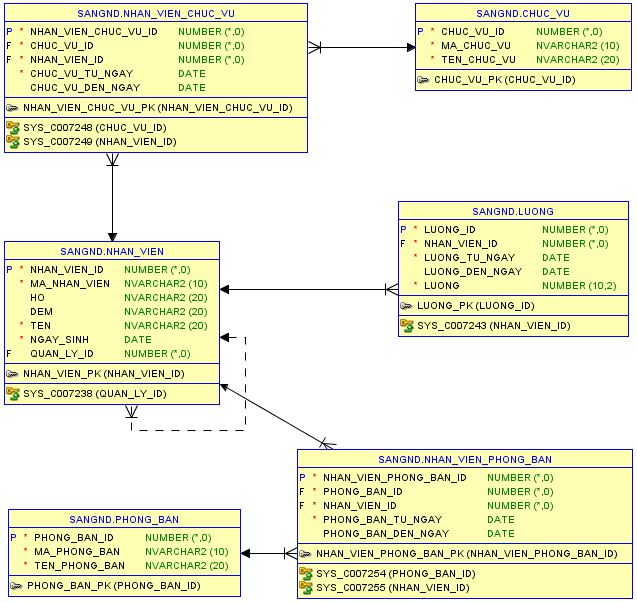 SANGND.NHAN_VIEN_CHUC_VU
P * NHAN_VIEN_CHUC_VU_ID NUMBER (*,0)
F * CHUC_VU_ID NUMBER (*,0)
F * NHAN_VIEN_ID NUMBER (*,0)
* CHUC_VU_TU_NGAY DATE
CHUC_VU_DEN_NGAY DATE
NHAN_VIEN_CHUC_VU_PK (NHAN_VIEN_CHUC_VU_ID)
SYS_C007248 (CHUC_VU_ID)
SYS_C007249 (NHAN_VIEN_ID)
SANGND.CHUC_VU
P * CHUC_VU_ID NUMBER (*,0)
* MA_CHUC_VU NVARCHAR2 (10)
* TEN_CHUC_VU NVARCHAR2 (20)
CHUC_VU_PK (CHUC_VU_ID)
SANGND.LUONG
P * LUONG_ID NUMBER (*,0)
F * NHAN_VIEN_ID NUMBER (*,0)
* LUONG_TU_NGAY DATE
LUONG_DEN_NGAY DATE
* LUONG NUMBER (10,2)
LUONG_PK (LUONG_ID)
SYS_C007243 (NHAN_VIEN_ID)
SANGND.NHAN_VIEN
P * NHAN_VIEN_ID NUMBER (*,0)
* MA_NHAN_VIEN NVARCHAR2 (10)
HO NVARCHAR2 (20)
DEM NVARCHAR2 (20)
* TEN NVARCHAR2 (20)
* NGAY_SINH DATE
F QUAN_LY_ID NUMBER (*,0)
NHAN_VIEN_PK (NHAN_VIEN_ID)
SYS_C007238 (QUAN_LY_ID)
SANGND.NHAN_VIEN_PHONG_BAN
P * NHAN_VIEN_PHONG_BAN_ID NUMBER (*,0)
F * PHONG_BAN_ID NUMBER (*,0)
F * NHAN_VIEN_ID NUMBER (*,0)
* PHONG_BAN_TU_NGAY DATE
PHONG_BAN_DEN_NGAY DATE
NHAN_VIEN_PHONG_BAN_PK (NHAN_VIEN_PHONG_BAN_ID)
SYS_C007254 (PHONG_BAN_ID)
SYS_C007255 (NHAN_VIEN_ID)
SANGND.PHONG_BAN
P * PHONG_BAN_ID NUMBER (*,0)
* MA_PHONG_BAN NVARCHAR2 (10)
* TEN_PHONG_BAN NVARCHAR2 (20)
PHONG_BAN_PK (PHONG_BAN_ID)